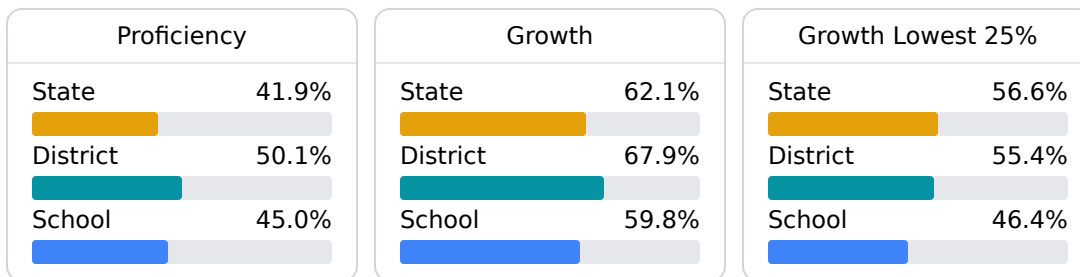 Proficiency
State 41.9%
District 50.1%
School 45.0%
Growth
State 62.1%
District 67.9%
School 59.8%
Growth Lowest 25%
State 56.6%
District 55.4%
School 46.4%